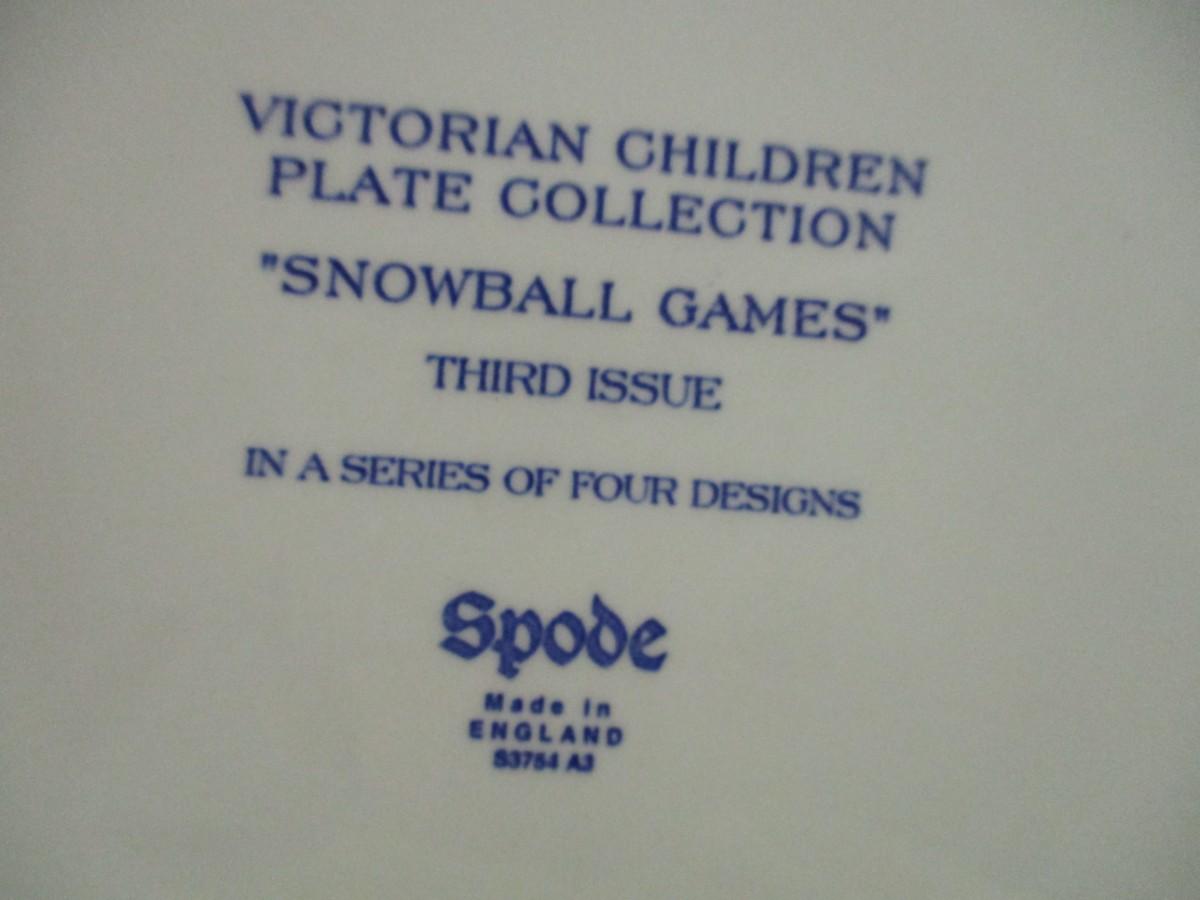 VICTORIAN CHILDREN
PLATE COLLECTION
"SNOWBALL GAMES"
THIRD ISSUE
IN A SERIES OF FOUR DESIGNS
Spode
Made in
ENGLAND
S3754 A3